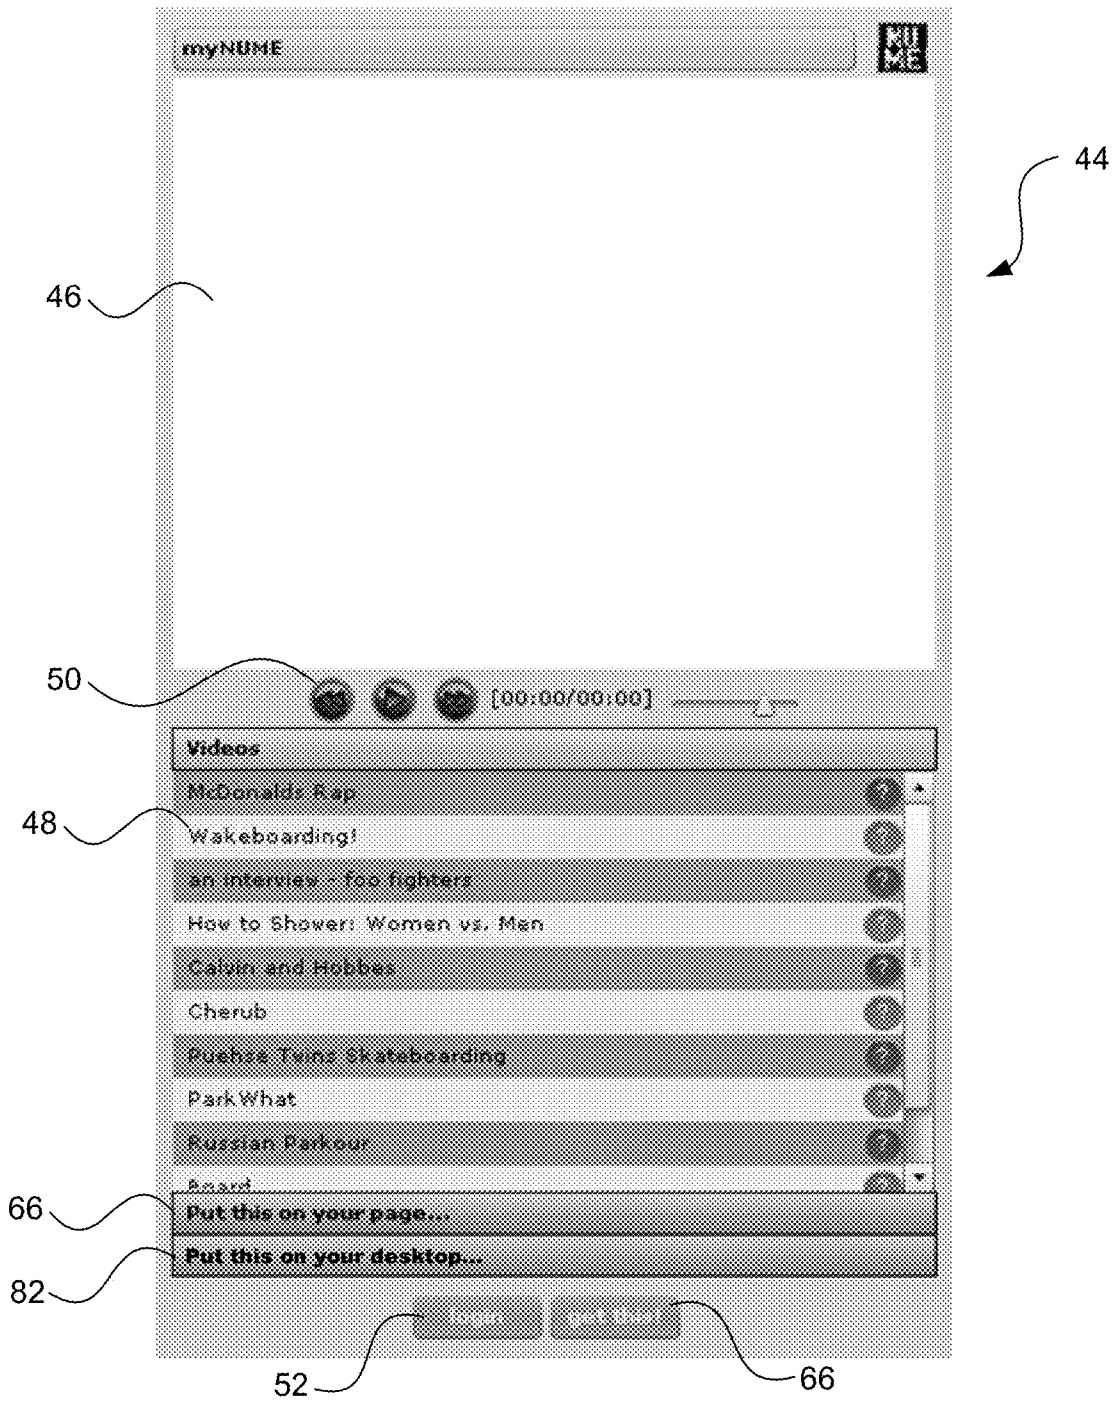 myNUME
NU
ME
44
46
50
[00:00/00:00]
Videos
McDonalds Rap
48
Wakeboarding!
an interview - foo fighters
How to Shower: Women vs. Men
Calvin and Hobbes
Cherub
Puehse Twins Skateboarding
ParkWhat
Russian Parkour
Board
66
Put this on your page...
Put this on your desktop...
82
52
66